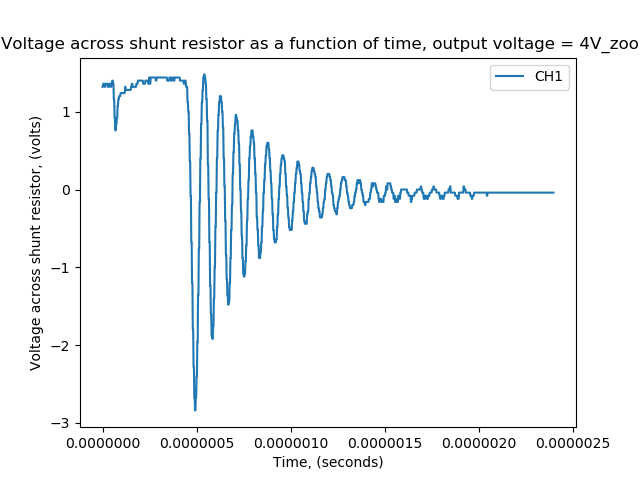 Voltage across shunt resistor as a function of time, output voltage = 4V_zoo
CH1
Voltage across shunt resistor, (volts)
1
0
−1
−2
−3
0.0000000 0.0000005 0.0000010 0.0000015 0.0000020 0.0000025
Time, (seconds)